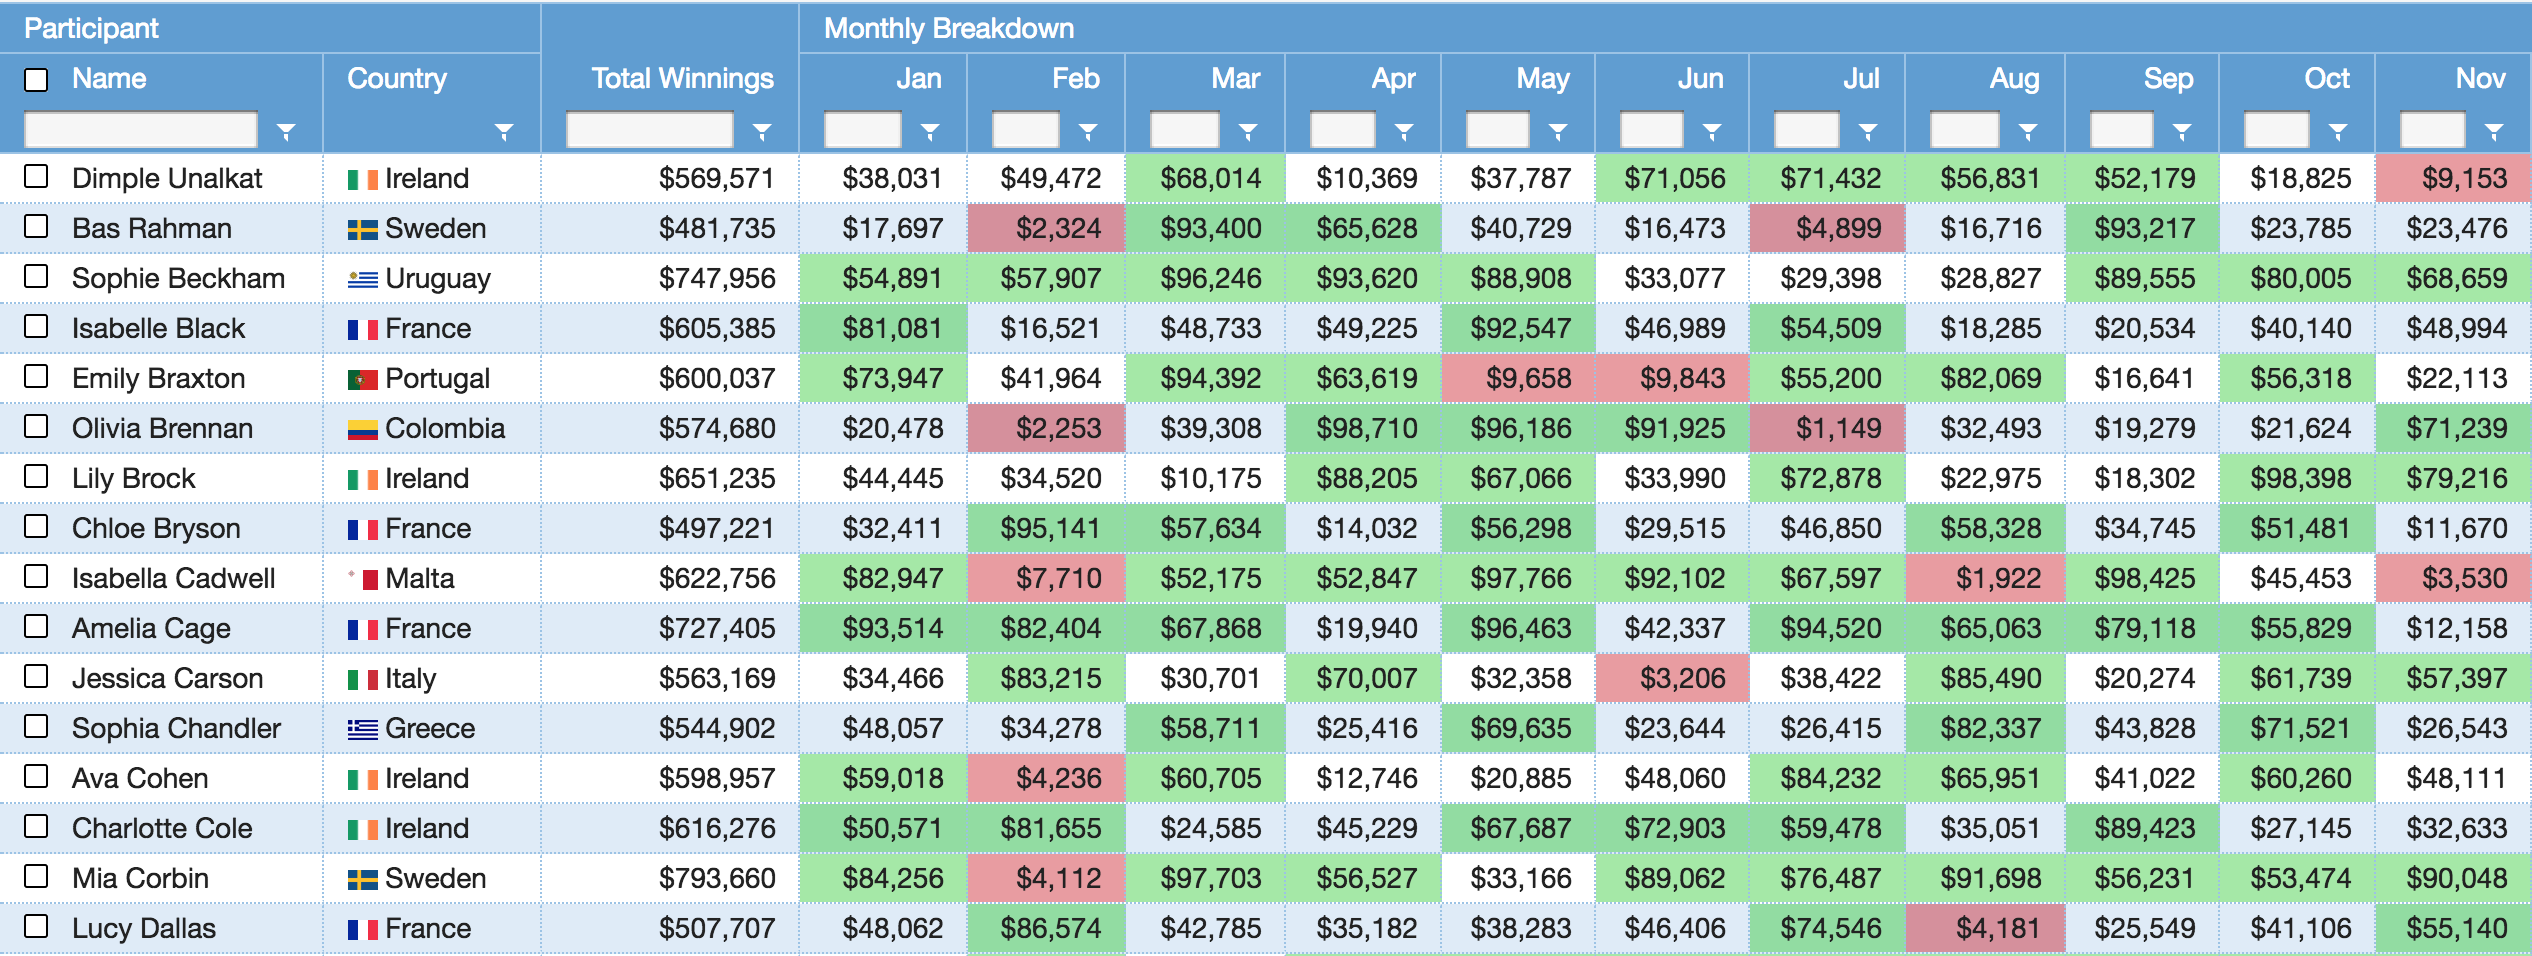 Participant Monthly Breakdown
Name Country Total Winnings Jan Feb Mar Apr May Jun Jul Aug Sep Oct Nov
Dimple Unalkat Ireland $569,571 $38,031 $49,472 $68,014 $10,369 $37,787 $71,056 $71,432 $56,831 $52,179 $18,825 $9,153
Bas Rahman Sweden $481,735 $17,697 $2,324 $93,400 $65,628 $40,729 $16,473 $4,899 $16,716 $93,217 $23,785 $23,476
Sophie Beckham Uruguay $747,956 $54,891 $57,907 $96,246 $93,620 $88,908 $33,077 $29,398 $28,827 $89,555 $80,005 $68,659
Isabelle Black France $605,385 $81,081 $16,521 $48,733 $49,225 $92,547 $46,989 $54,509 $18,285 $20,534 $40,140 $48,994
Emily Braxton Portugal $600,037 $73,947 $41,964 $94,392 $63,619 $9,658 $9,843 $55,200 $82,069 $16,641 $56,318 $22,113
Olivia Brennan Colombia $574,680 $20,478 $2,253 $39,308 $98,710 $96,186 $91,925 $1,149 $32,493 $19,279 $21,624 $71,239
Lily Brock Ireland $651,235 $44,445 $34,520 $10,175 $88,205 $67,066 $33,990 $72,878 $22,975 $18,302 $98,398 $79,216
Chloe Bryson France $497,221 $32,411 $95,141 $57,634 $14,032 $56,298 $29,515 $46,850 $58,328 $34,745 $51,481 $11,670
Isabella Cadwell Malta $622,756 $82,947 $7,710 $52,175 $52,847 $97,766 $92,102 $67,597 $1,922 $98,425 $45,453 $3,530
Amelia Cage France $727,405 $93,514 $82,404 $67,868 $19,940 $96,463 $42,337 $94,520 $65,063 $79,118 $55,829 $12,158
Jessica Carson Italy $563,169 $34,466 $83,215 $30,701 $70,007 $32,358 $3,206 $38,422 $85,490 $20,274 $61,739 $57,397
Sophia Chandler Greece $544,902 $48,057 $34,278 $58,711 $25,416 $69,635 $23,644 $26,415 $82,337 $43,828 $71,521 $26,543
Ava Cohen Ireland $598,957 $59,018 $4,236 $60,705 $12,746 $20,885 $48,060 $84,232 $65,951 $41,022 $60,260 $48,111
Charlotte Cole Ireland $616,276 $50,571 $81,655 $24,585 $45,229 $67,687 $72,903 $59,478 $35,051 $89,423 $27,145 $32,633
Mia Corbin Sweden $793,660 $84,256 $4,112 $97,703 $56,527 $33,166 $89,062 $76,487 $91,698 $56,231 $53,474 $90,048
Lucy Dallas France $507,707 $48,062 $86,574 $42,785 $35,182 $38,283 $46,406 $74,546 $4,181 $25,549 $41,106 $55,140